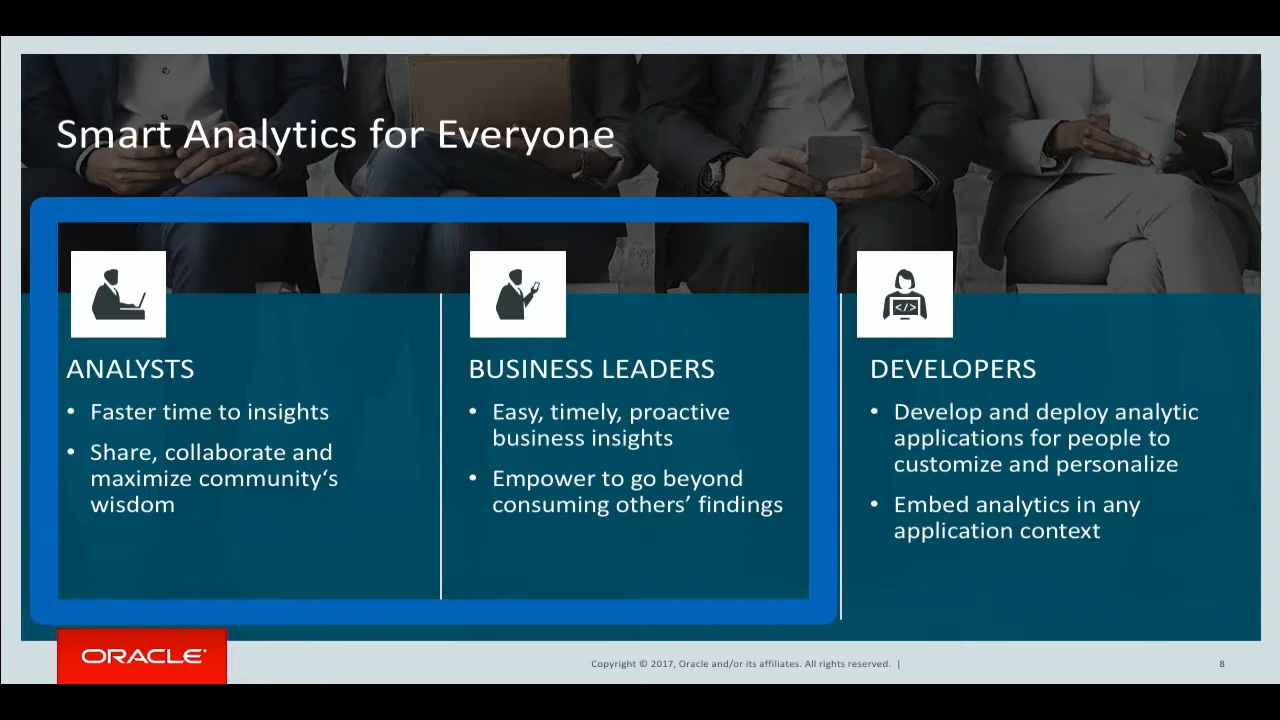 Smart Analytics for Everyone
ANALYSTS
• Faster time to insights
• Share, collaborate and
maximize community‘s
wisdom
BUSINESS LEADERS
• Easy, timely, proactive
business insights
• Empower to go beyond
consuming others’ findings
</>
DEVELOPERS
• Develop and deploy analytic
applications for people to
customize and personalize
• Embed analytics in any
application context
ORACLE®
Copyright © 2017, Oracle and/or its affiliates. All rights reserved. |
8